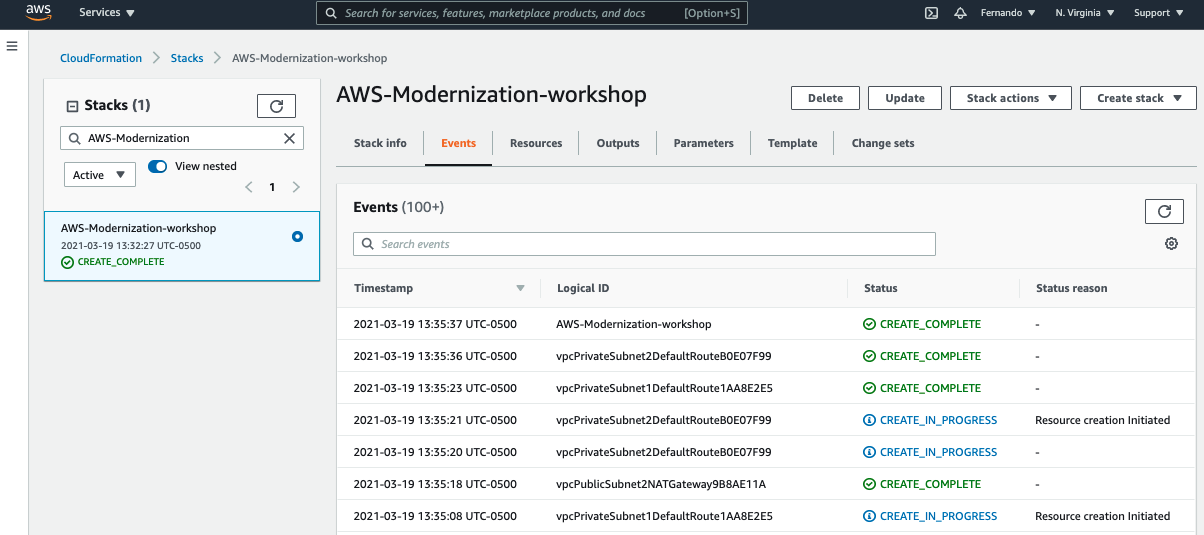 aws Services Search for services, features, marketplace products, and docs [Option+S] Fernando N. Virginia Support
CloudFormation Stacks AWS-Modernization-workshop
Stacks (1)
AWS-Modernization
Active View nested
1
AWS-Modernization-workshop
2021-03-19 13:32:27 UTC-0500
CREATE_COMPLETE
AWS-Modernization-workshop Delete Update Stack actions Create stack
Stack info Events Resources Outputs Parameters Template Change sets
Events (100+)
Search events
Timestamp Logical ID Status Status reason
2021-03-19 13:35:37 UTC-0500 AWS-Modernization-workshop CREATE_COMPLETE -
2021-03-19 13:35:36 UTC-0500 vpcPrivateSubnet2DefaultRouteB0E07F99 CREATE_COMPLETE -
2021-03-19 13:35:23 UTC-0500 vpcPrivateSubnet1DefaultRoute1AA8E2E5 CREATE_COMPLETE -
2021-03-19 13:35:21 UTC-0500 vpcPrivateSubnet2DefaultRouteB0E07F99 CREATE_IN_PROGRESS Resource creation Initiated
2021-03-19 13:35:20 UTC-0500 vpcPrivateSubnet2DefaultRouteB0E07F99 CREATE_IN_PROGRESS -
2021-03-19 13:35:18 UTC-0500 vpcPublicSubnet2NATGateway9B8AE11A CREATE_COMPLETE -
2021-03-19 13:35:08 UTC-0500 vpcPrivateSubnet1DefaultRoute1AA8E2E5 CREATE_IN_PROGRESS Resource creation Initiated